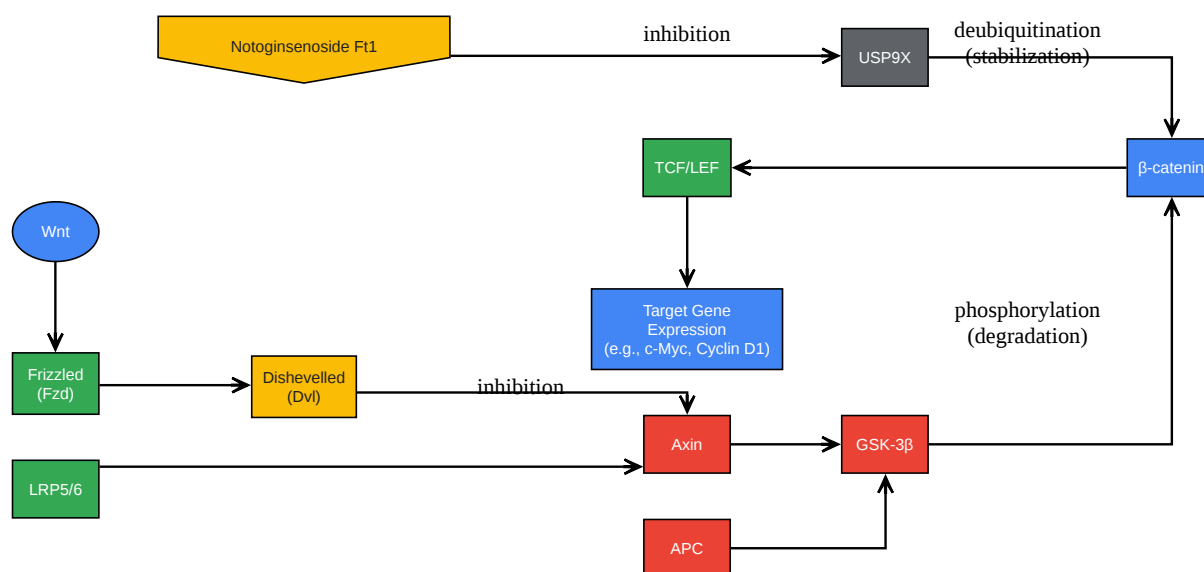 Notoginsenoside Ft1
inhibition
USP9X
deubiquitination
(stabilization)
TCF/LEF
β-catenin
Wnt
Target Gene
Expression
(e.g., c-Myc, Cyclin D1)
phosphorylation
(degradation)
Frizzled
(Fzd)
Dishevelled
(Dvl)
inhibition
Axin
GSK-3β
LRP5/6
APC